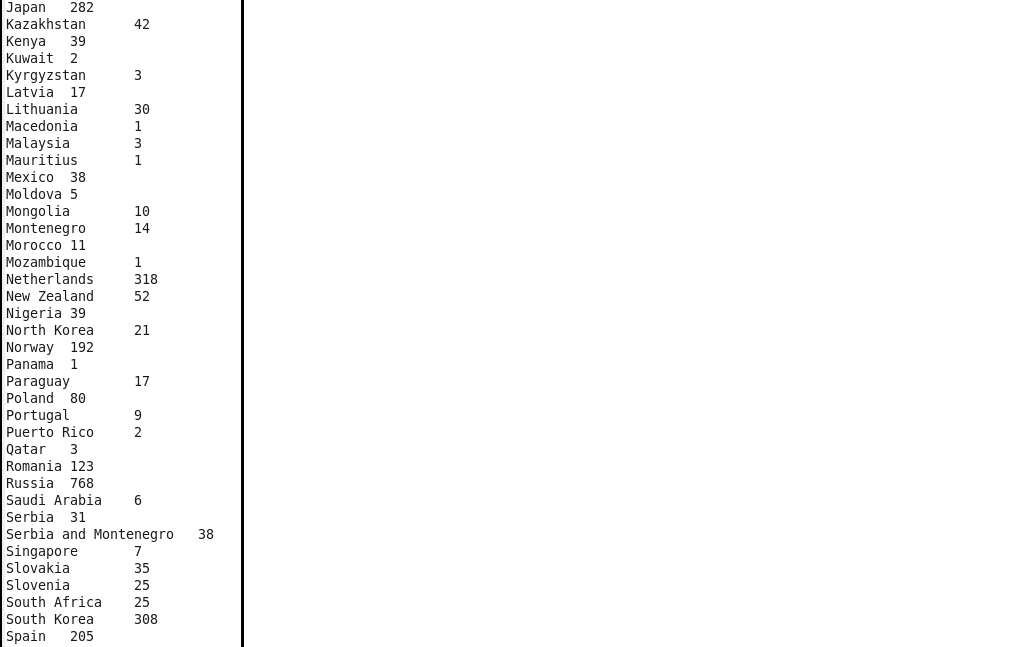 Japan	282
Kazakhstan	42
Kenya	39
Kuwait	2
Kyrgyzstan	3
Latvia	17
Lithuania	30
Macedonia	1
Malaysia	3
Mauritius	1
Mexico	38
Moldova	5
Mongolia	10
Montenegro	14
Morocco	11
Mozambique	1
Netherlands	318
New Zealand	52
Nigeria	39
North Korea	21
Norway	192
Panama	1
Paraguay	17
Poland	80
Portugal	9
Puerto Rico	2
Qatar	3
Romania	123
Russia	768
Saudi Arabia	6
Serbia	31
Serbia and Montenegro	38
Singapore	7
Slovakia	35
Slovenia	25
South Africa	25
South Korea	308
Spain	205